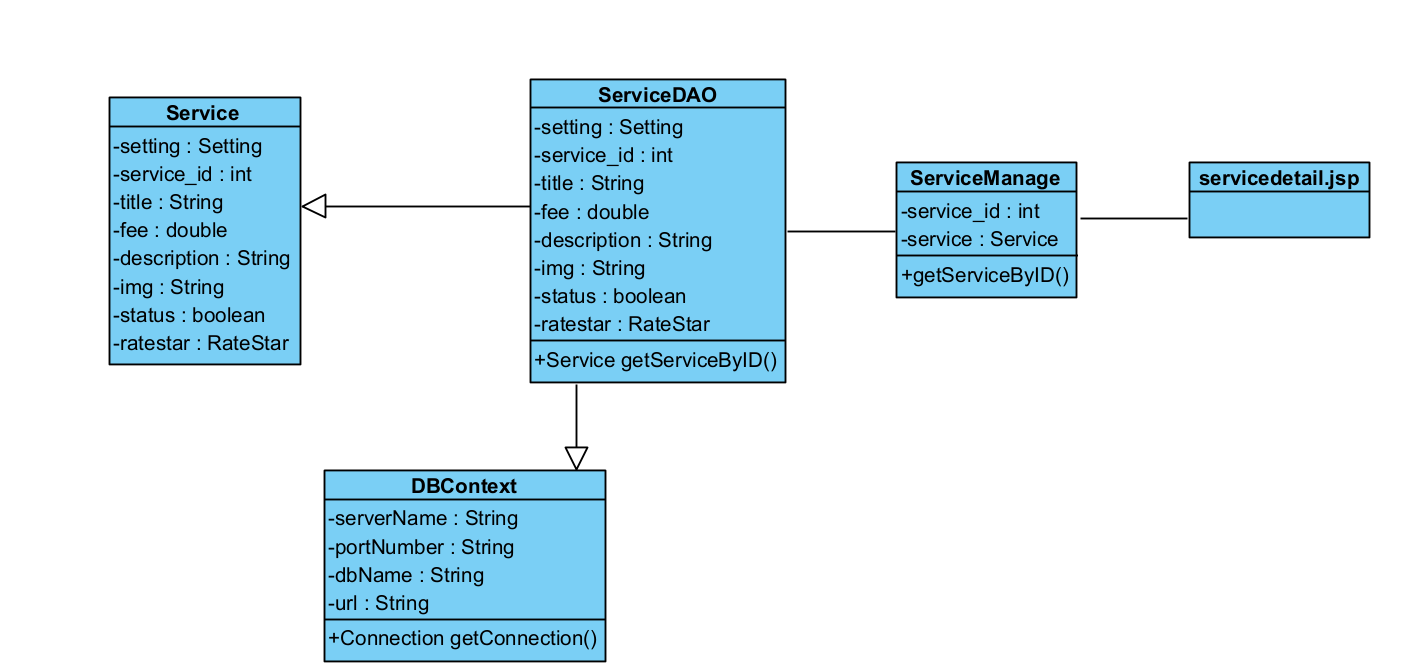 Service
-setting : Setting
-service_id : int
-title : String
-fee : double
-description : String
-img : String
-status : boolean
-ratestar : RateStar
ServiceDAO
-setting : Setting
-service_id : int
-title : String
-fee : double
-description : String
-img : String
-status : boolean
-ratestar : RateStar
+Service getServiceByID()
ServiceManage
-service_id : int
-service : Service
+getServiceByID()
servicedetail.jsp
DBContext
-serverName : String
-portNumber : String
-dbName : String
-url : String
+Connection getConnection()